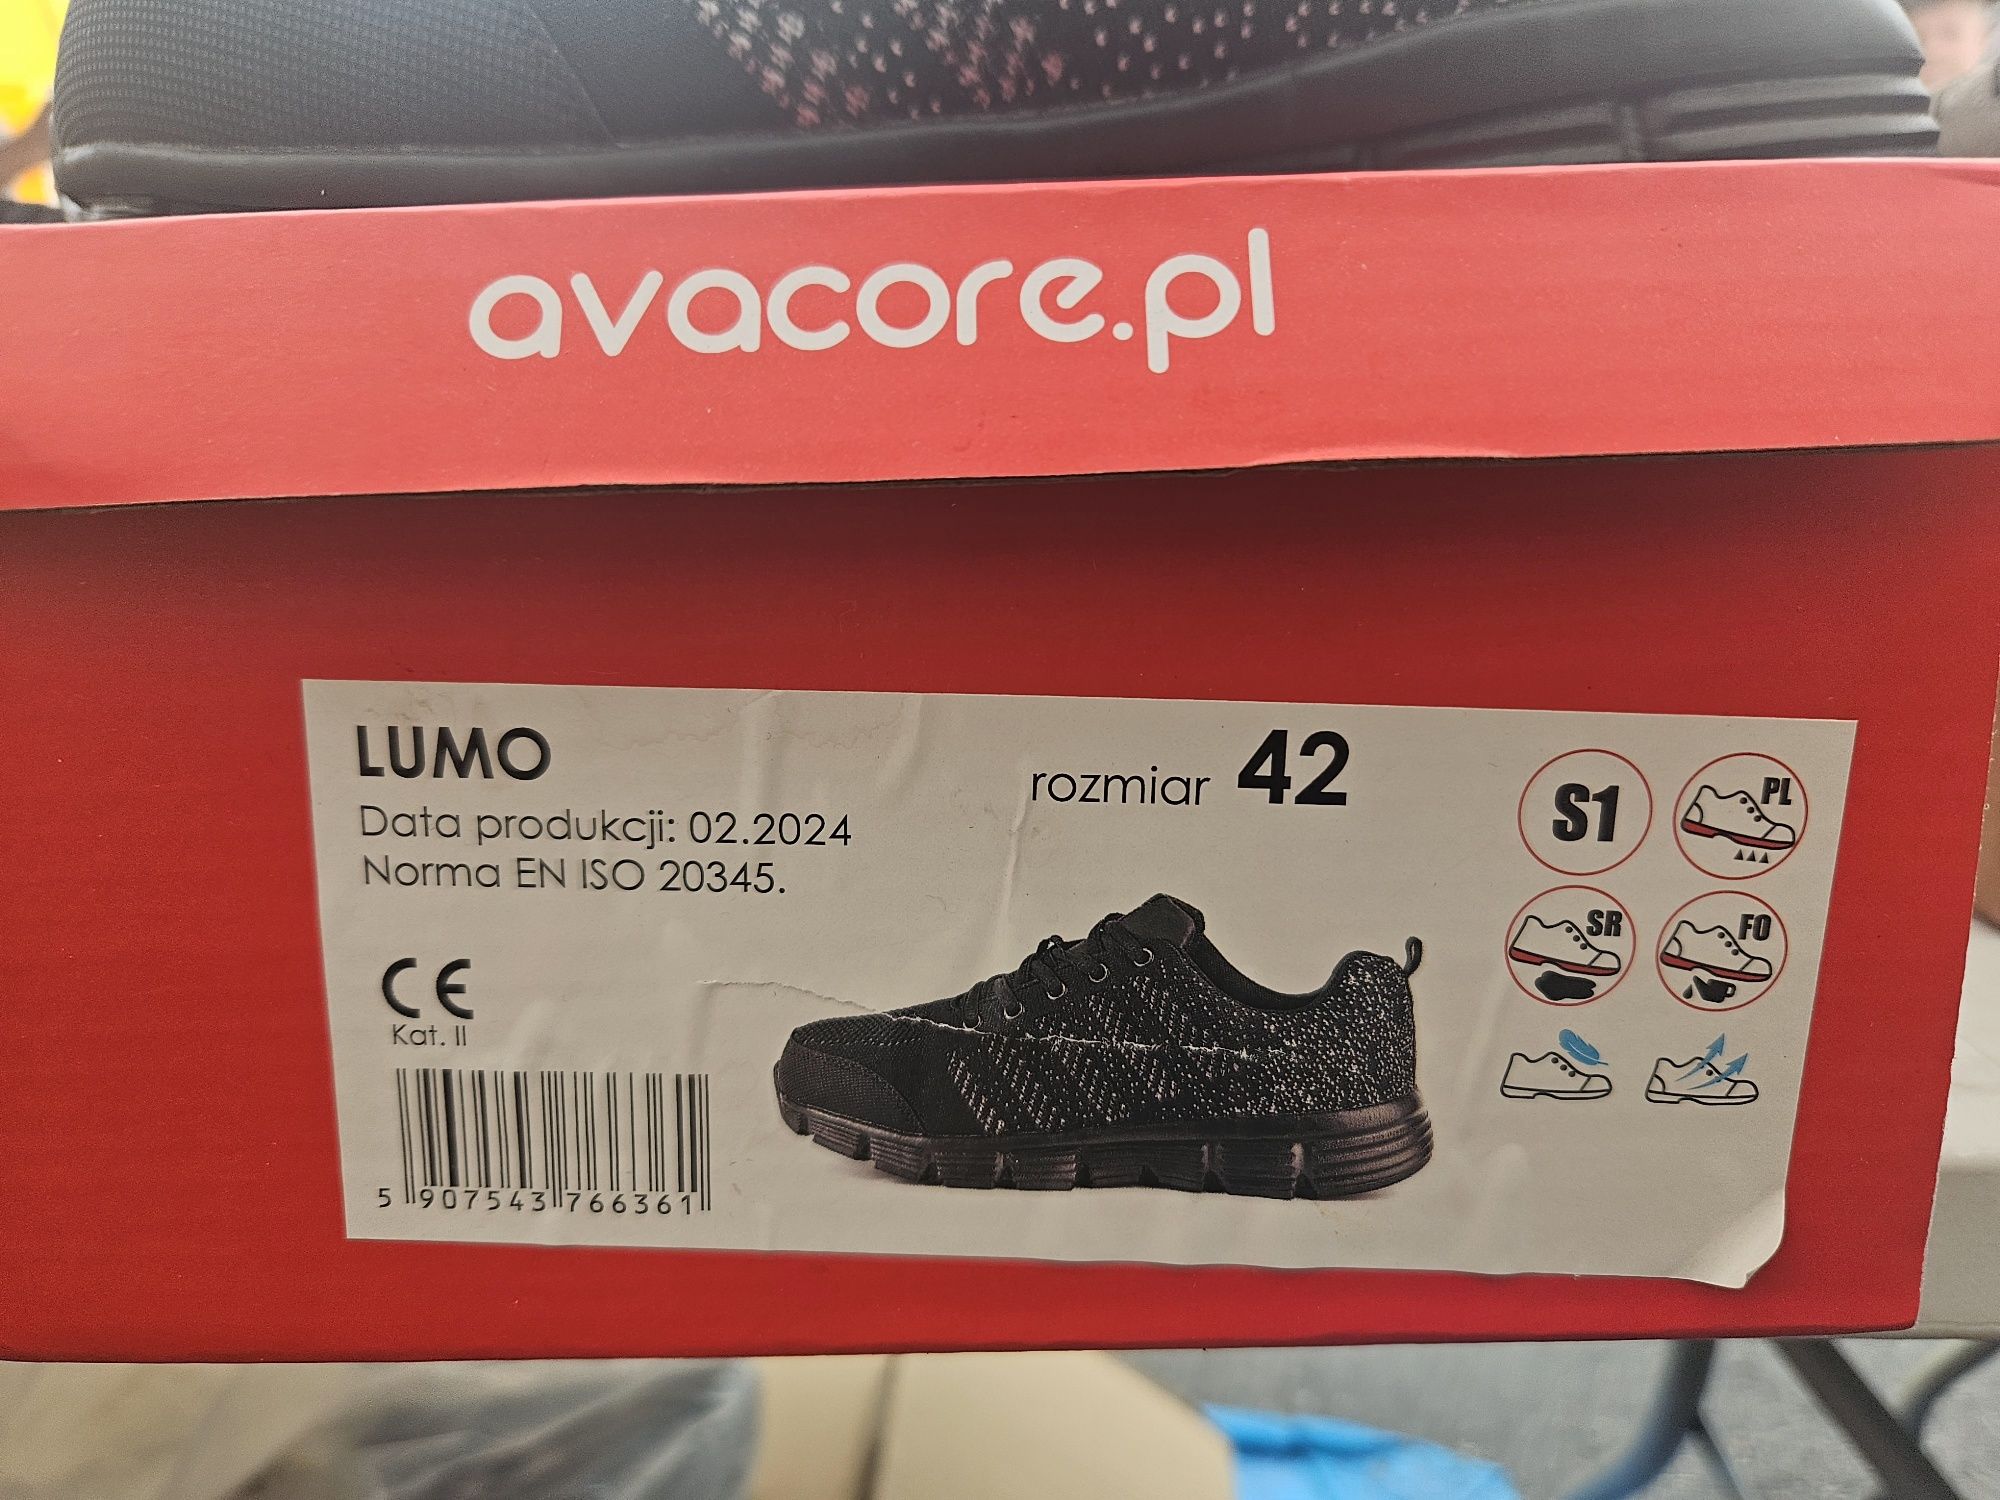 avacore.pl
LUMO
rozmiar 42
Data produkcji: 02.2024
Norma EN ISO 20345.
S1
PL
SR
FO
CE
Kat. II
5 907543 766361